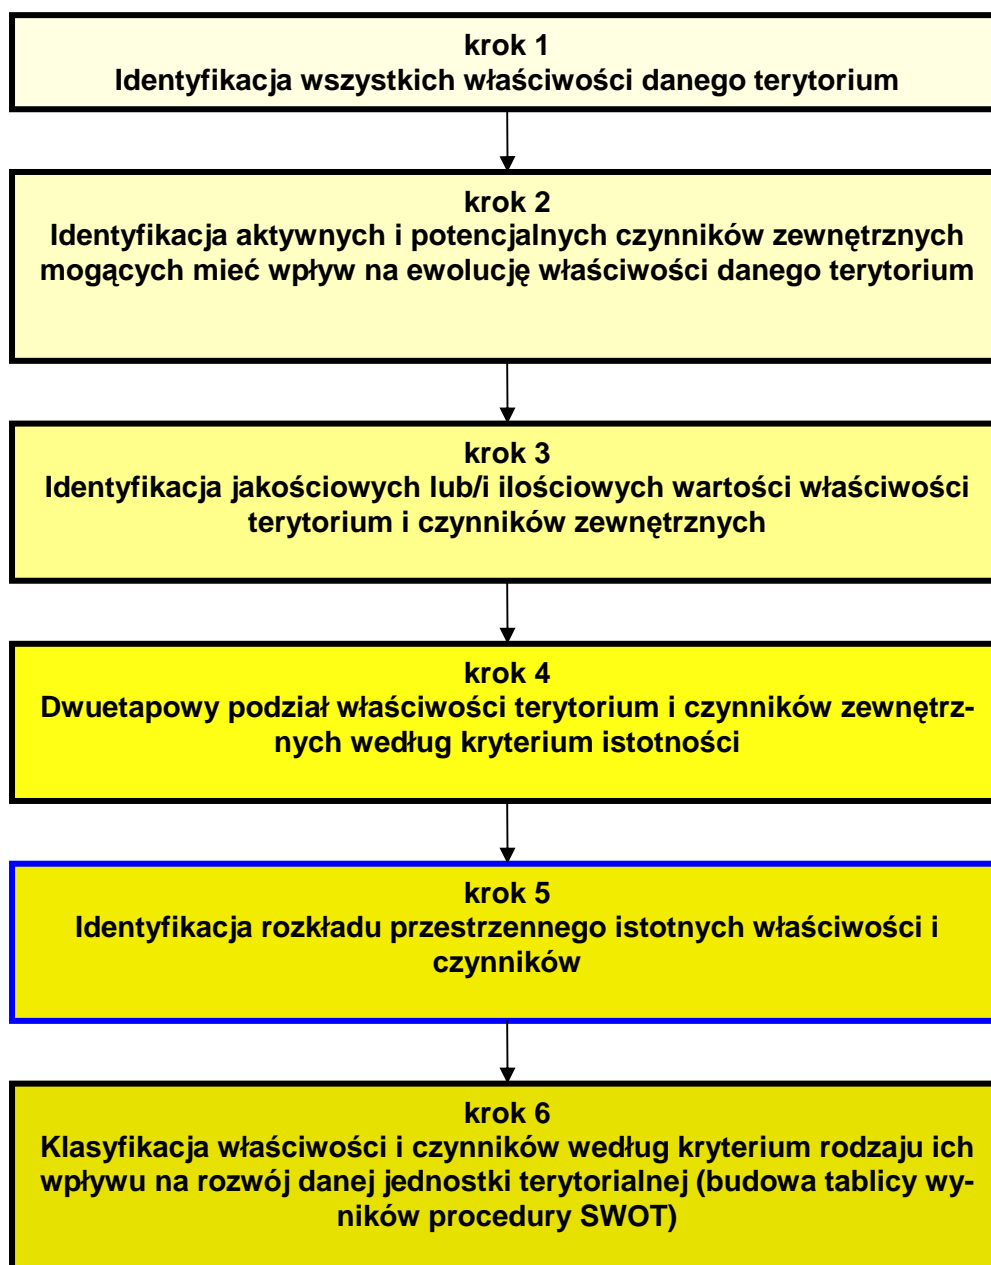 krok 1
Identyfikacja wszystkich właściwości danego terytorium
krok 2
Identyfikacja aktywnych i potencjalnych czynników zewnętrznych
mogących mieć wpływ na ewolucję właściwości danego terytorium
krok 3
Identyfikacja jakościowych lub/i ilościowych wartości właściwości
terytorium i czynników zewnętrznych
krok 4
Dwuetapowy podział właściwości terytorium i czynników zewnętrz-
nych według kryterium istotności
krok 5
Identyfikacja rozkładu przestrzennego istotnych właściwości i
czynników
krok 6
Klasyfikacja właściwości i czynników według kryterium rodzaju ich
wpływu na rozwój danej jednostki terytorialnej (budowa tablicy wy-
ników procedury SWOT)